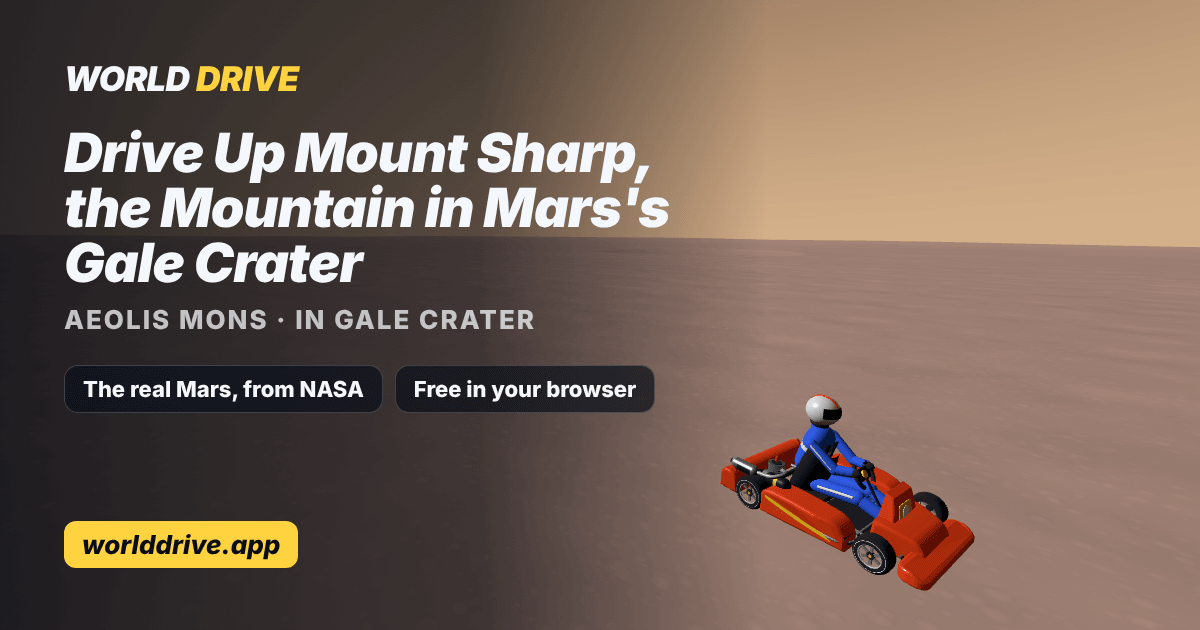 WORLD DRIVE
Drive Up Mount Sharp,
the Mountain in Mars's
Gale Crater
AEOLIS MONS · IN GALE CRATER
The real Mars, from NASA
Free in your browser
worlddrive.app